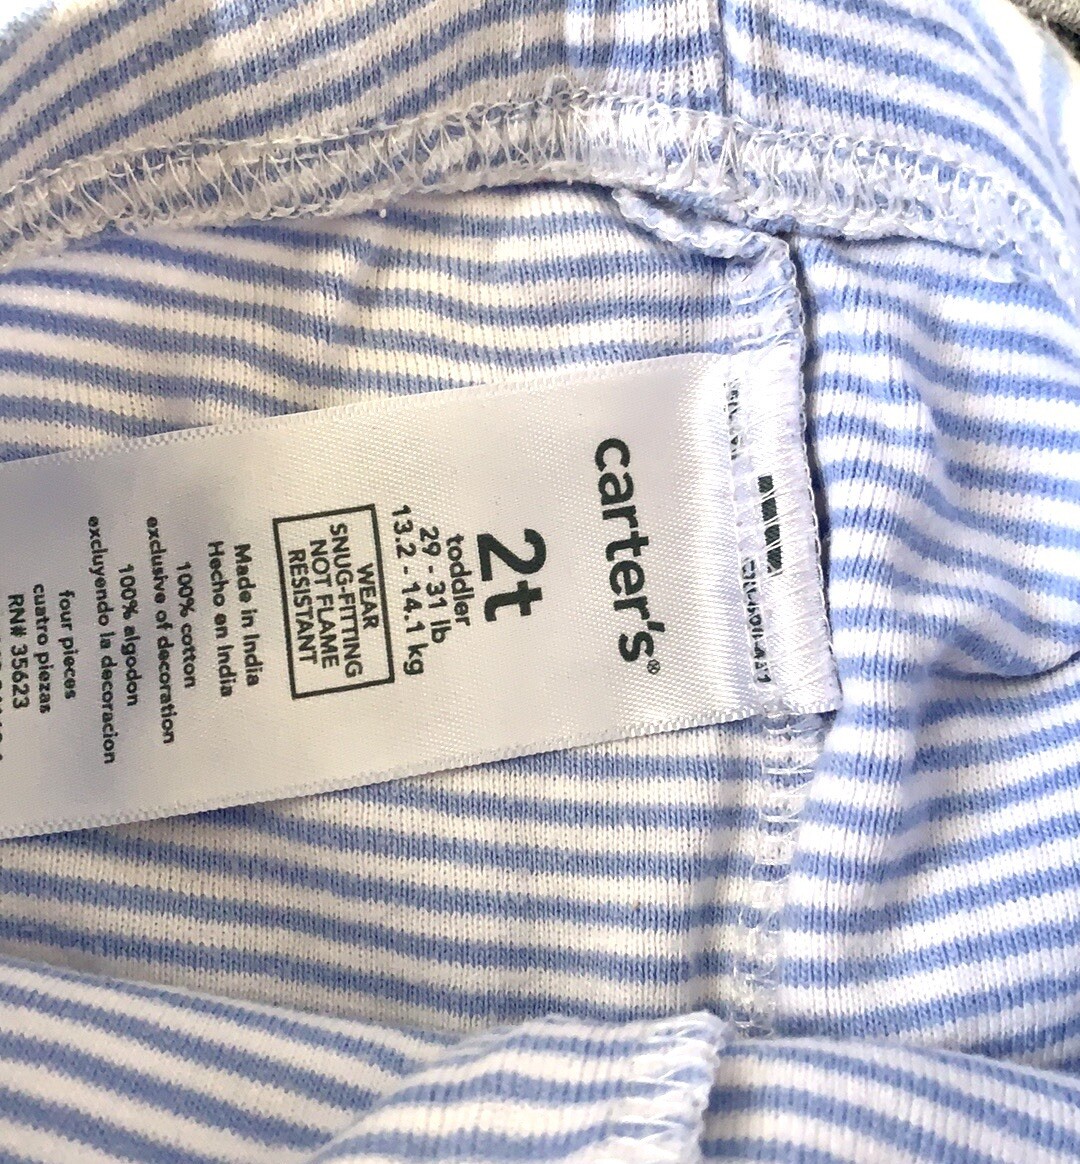 carter's®
2t
toddler
29 - 31 lb
13.2 - 14.1 kg
WEAR
SNUG-FITTING
NOT FLAME
RESISTANT
Made in India
Hecho en India
100% cotton
exclusive of decoration
100% algodon
excluyendo la decoracion
four pieces
cuatro piezas
RN# 35623